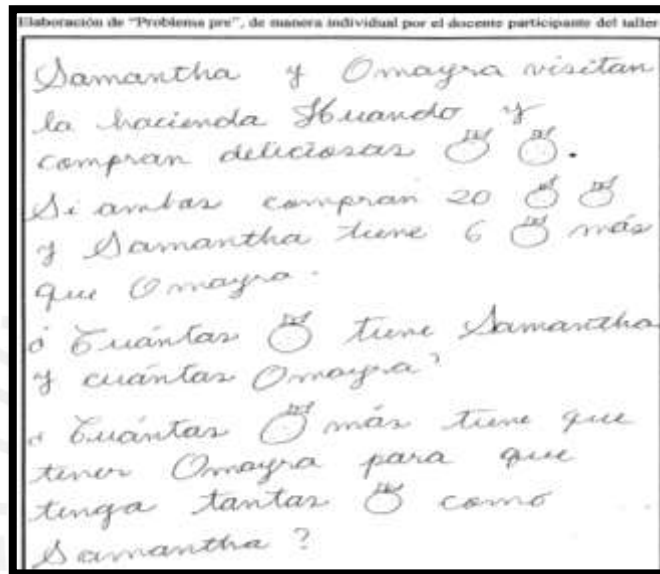 Elaboración de “Problema pre”, de manera individual por el docente participante del taller
Samantha y Omayra visitan
la hacienda Huando y
compran deliciosas .
Si ambas compran 20
y Samantha tiene 6 más
que Omayra.
¿Cuántas tiene Samantha
y cuántas Omayra?
¿Cuántas más tiene que
tener Omayra para que
tenga tantas como
Samantha?